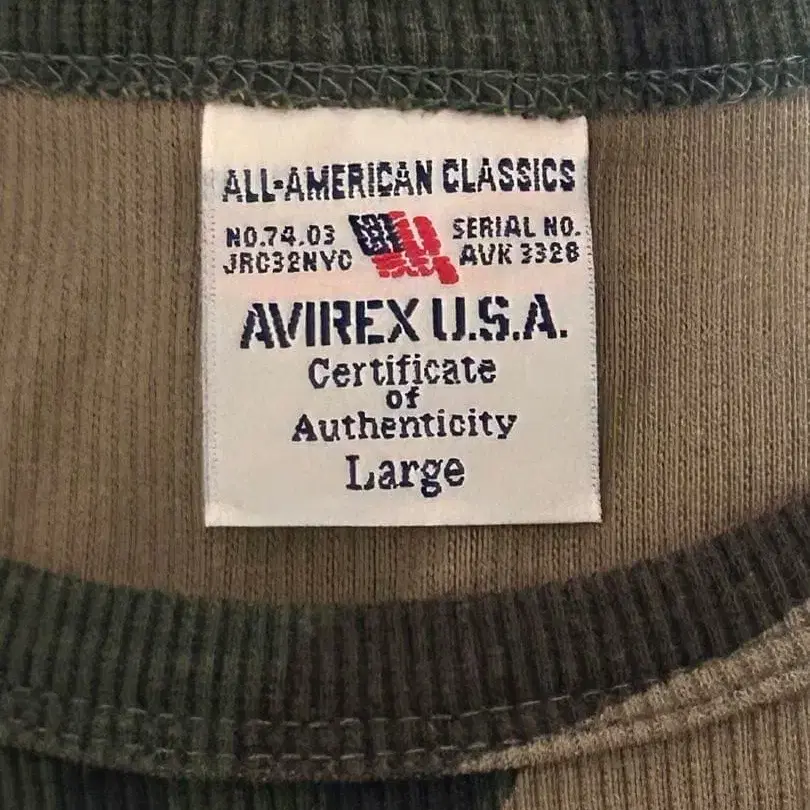 ALL-AMERICAN CLASSICS
NO.74.03 SERIAL NO.
JRC32NYC AVK 3328
AVIREX U.S.A.
Certificate
of
Authenticity
Large